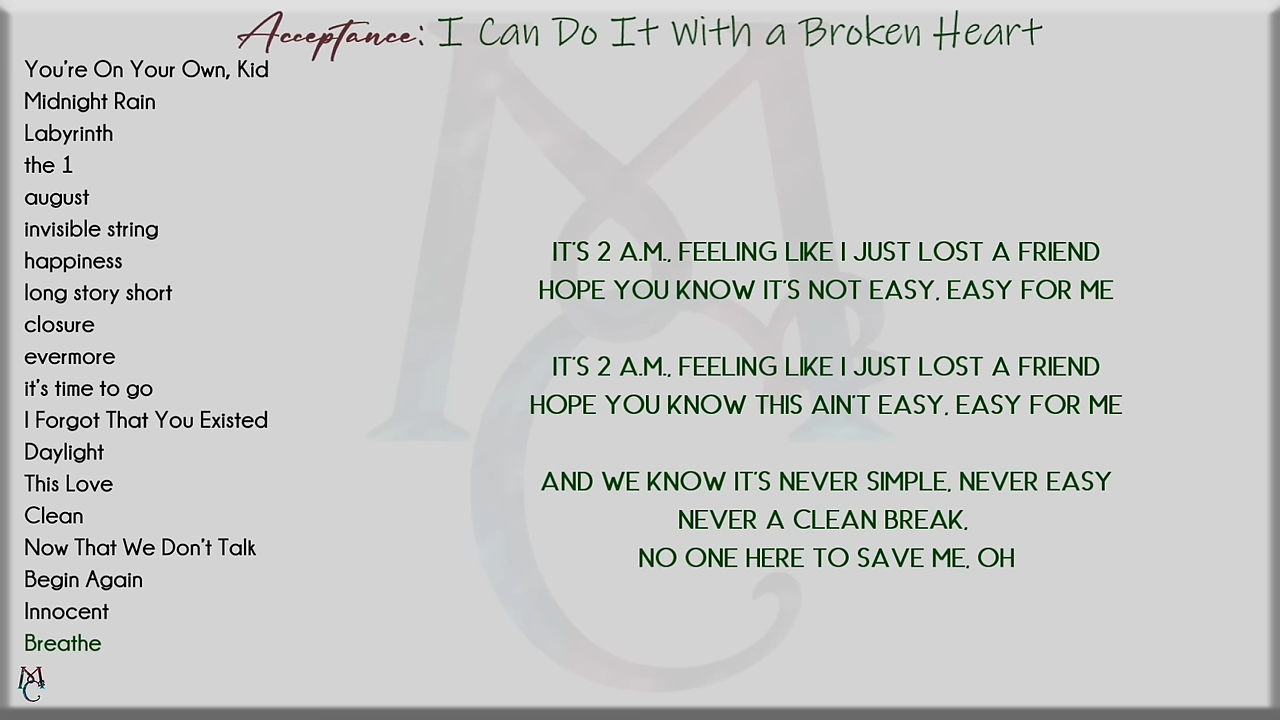 Acceptance: I Can Do It With a Broken Heart
You're On Your Own, Kid
Midnight Rain
Labyrinth
the 1
august
invisible string
happiness
long story short
closure
evermore
it's time to go
I Forgot That You Existed
Daylight
This Love
Clean
Now That We Don't Talk
Begin Again
Innocent
Breathe
IT'S 2 A.M., FEELING LIKE I JUST LOST A FRIEND
HOPE YOU KNOW IT'S NOT EASY, EASY FOR ME
IT'S 2 A.M., FEELING LIKE I JUST LOST A FRIEND
HOPE YOU KNOW THIS AIN'T EASY, EASY FOR ME
AND WE KNOW IT'S NEVER SIMPLE, NEVER EASY
NEVER A CLEAN BREAK,
NO ONE HERE TO SAVE ME, OH